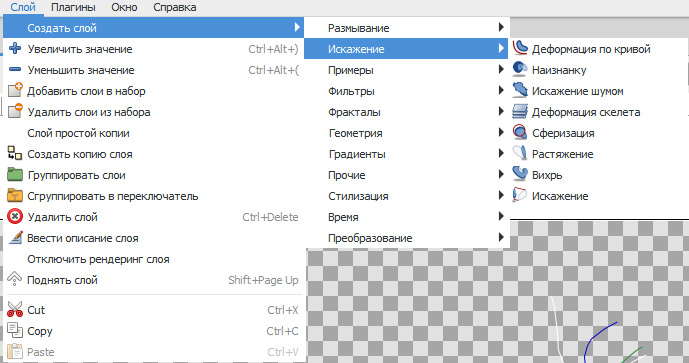 Слой Плагины Окно Справка
Создать слой
Увеличить значение Ctrl+Alt+)
Уменьшить значение Ctrl+Alt+(
Добавить слои в набор
Удалить слои из набора
Слой простой копии
Создать копию слоя
Группировать слои
Сгруппировать в переключатель
Удалить слой Ctrl+Delete
Ввести описание слоя
Отключить рендеринг слоя
Поднять слой Shift+Page Up
Cut Ctrl+X
Copy Ctrl+C
Paste Ctrl+V
Размывание
Искажение
Примеры
Фильтры
Фракталы
Геометрия
Градиенты
Прочие
Стилизация
Время
Преобразование
Деформация по кривой
Наизнанку
Искажение шумом
Деформация скелета
Сферизация
Растяжение
Вихрь
Искажение